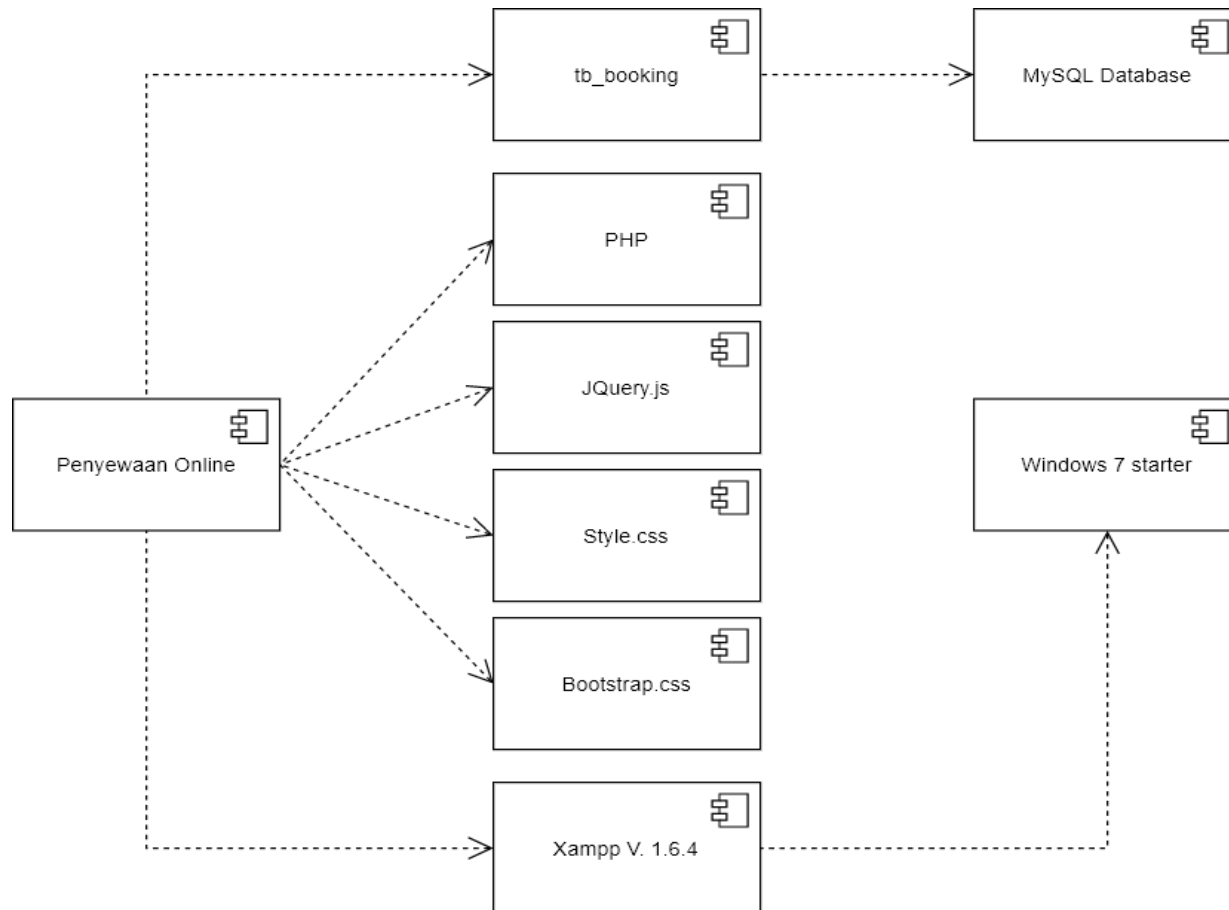 tb_booking
MySQL Database
PHP
JQuery.js
Penyewaan Online
Windows 7 starter
Style.css
Bootstrap.css
Xampp V. 1.6.4